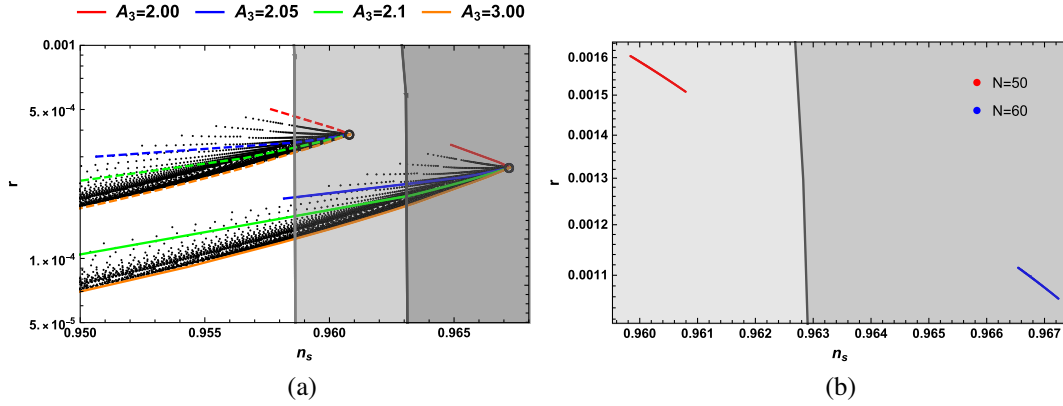 A₃=2.00 A₃=2.05 A₃=2.1 A₃=3.00
0.001
5.×10⁻⁴
r
1.×10⁻⁴
5.×10⁻⁵
0.950 0.955 0.960 0.965
nₛ
(a)
0.0016
0.0015
0.0014
0.0013
0.0012
0.0011
r
N=50
N=60
0.960 0.961 0.962 0.963 0.964 0.965 0.966 0.967
nₛ
(b)